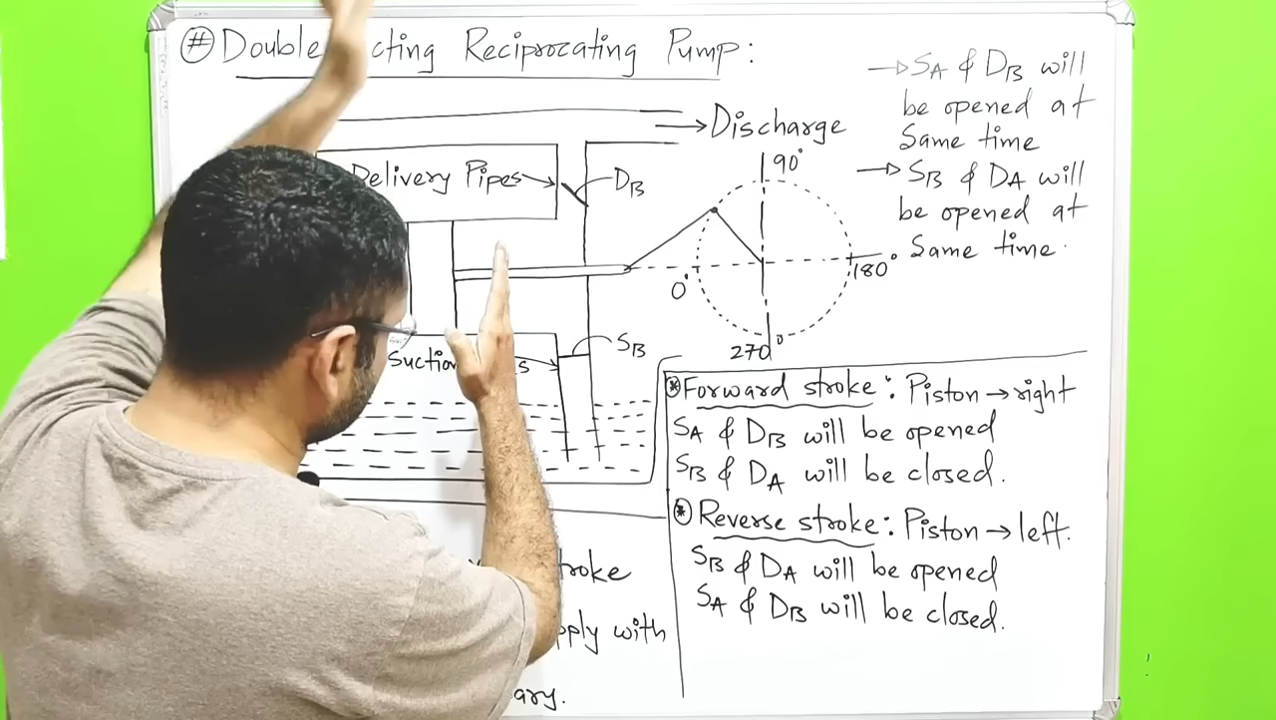 # Double cting Reciprocating Pump:
→ SA & DB will
be opened at
Same time
→ SB & DA will
be opened at
Same time.
→ Discharge
Delivery Pipes →
DB
90°
180°
0°
270°
SB
Suction s
* Forward stroke: Piston → right
SA & DB will be opened
SB & DA will be closed.
* Reverse stroke: Piston → left.
SB & DA will be opened
SA & DB will be closed.
troke
pply with
ary.